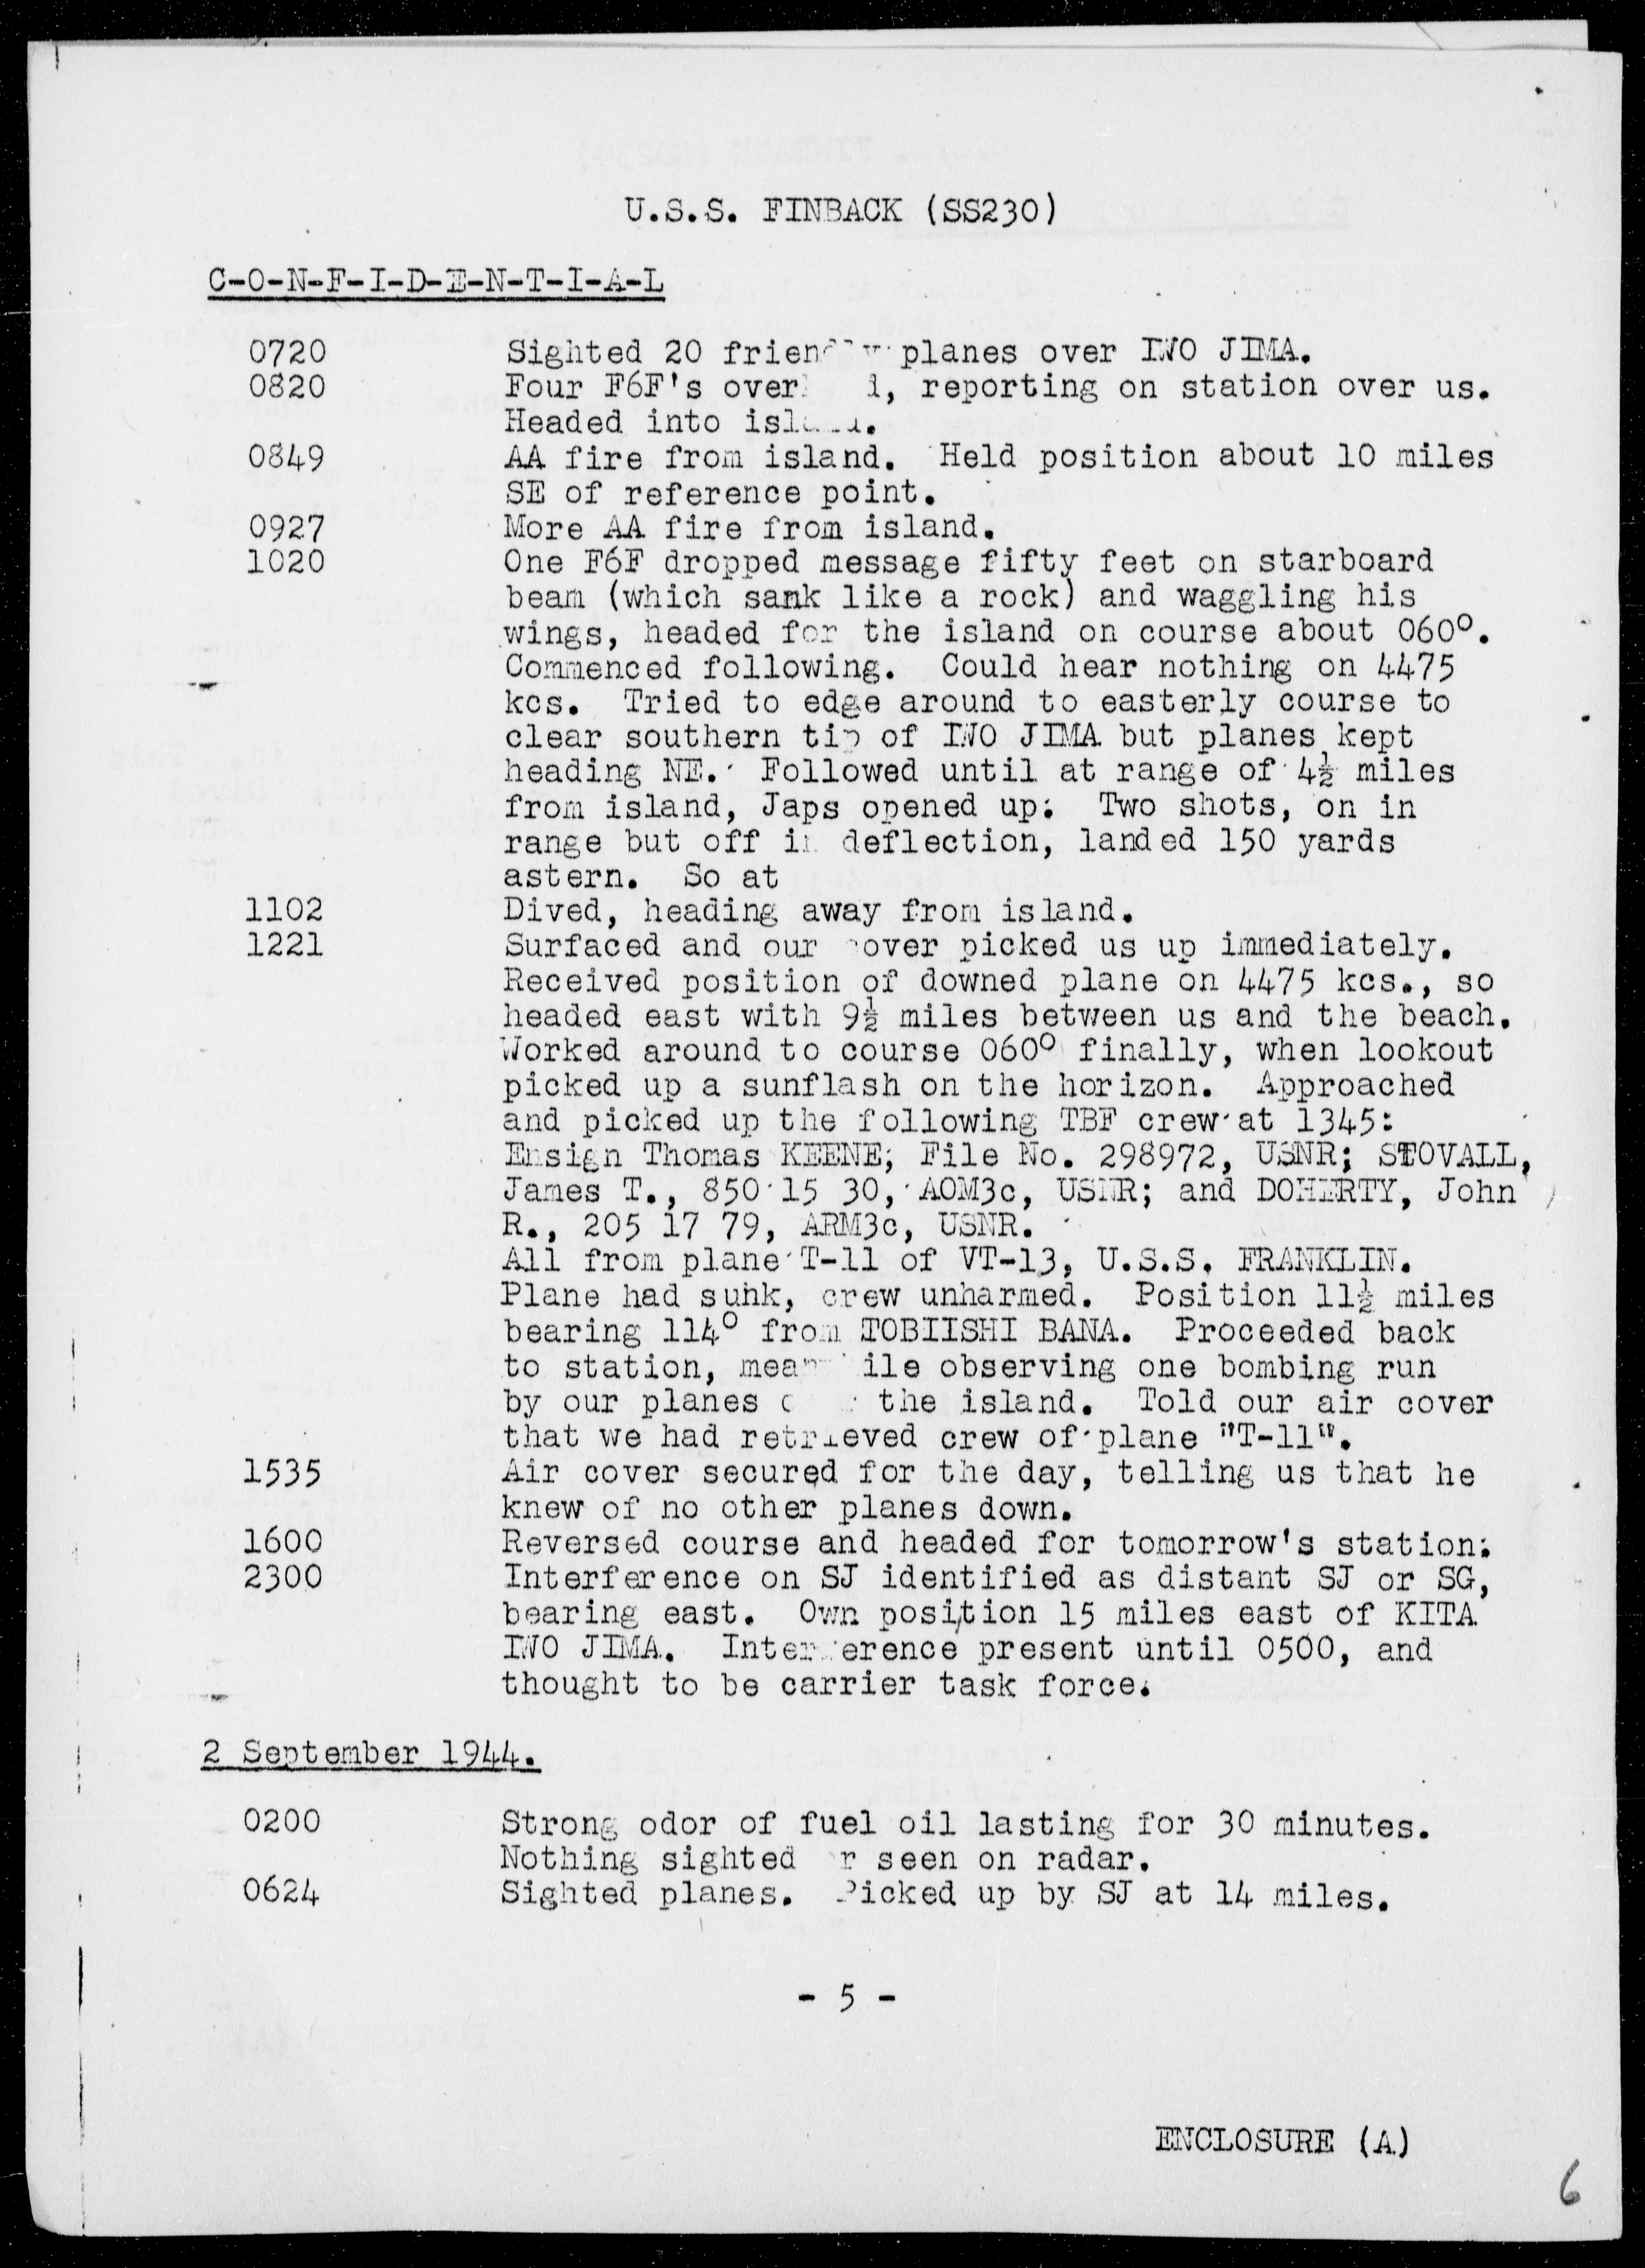 U.S.S. FINBACK (SS230)
C-O-N-F-I-D-E-N-T-I-A-L
0720 Sighted 20 friendly planes over IWO JIMA.
0820 Four F6F's over d, reporting on station over us.
Headed into island.
0849 AA fire from island. Held position about 10 miles
SE of reference point.
0927 More AA fire from island.
1020 One F6F dropped message fifty feet on starboard
beam (which sank like a rock) and waggling his
wings, headed for the island on course about 060°.
Commenced following. Could hear nothing on 4475
kcs. Tried to edge around to easterly course to
clear southern tip of IWO JIMA but planes kept
heading NE. Followed until at range of 4½ miles
from island, Japs opened up. Two shots, on in
range but off in deflection, landed 150 yards
astern. So at
1102 Dived, heading away from island.
1221 Surfaced and our cover picked us up immediately.
Received position of downed plane on 4475 kcs., so
headed east with 9½ miles between us and the beach.
Worked around to course 060° finally, when lookout
picked up a sunflash on the horizon. Approached
and picked up the following TBF crew at 1345:
Ensign Thomas KEENE; File No. 298972, USNR; STOVALL,
James T., 850 15 30, AOM3c, USNR; and DOHERTY, John
R., 205 17 79, ARM3c, USNR.
All from plane T-11 of VT-13, U.S.S. FRANKLIN.
Plane had sunk, crew unharmed. Position 11½ miles
bearing 114° from TOBIISHI BANA. Proceeded back
to station, meanwhile observing one bombing run
by our planes the island. Told our air cover
that we had retrieved crew of plane "T-11".
1535 Air cover secured for the day, telling us that he
knew of no other planes down.
1600 Reversed course and headed for tomorrow's station.
2300 Interference on SJ identified as distant SJ or SG,
bearing east. Own position 15 miles east of KITA
IWO JIMA. Interference present until 0500, and
thought to be carrier task force.
2 September 1944.
0200 Strong odor of fuel oil lasting for 30 minutes.
Nothing sighted or seen on radar.
0624 Sighted planes. Picked up by SJ at 14 miles.
- 5 -
ENCLOSURE (A)
6